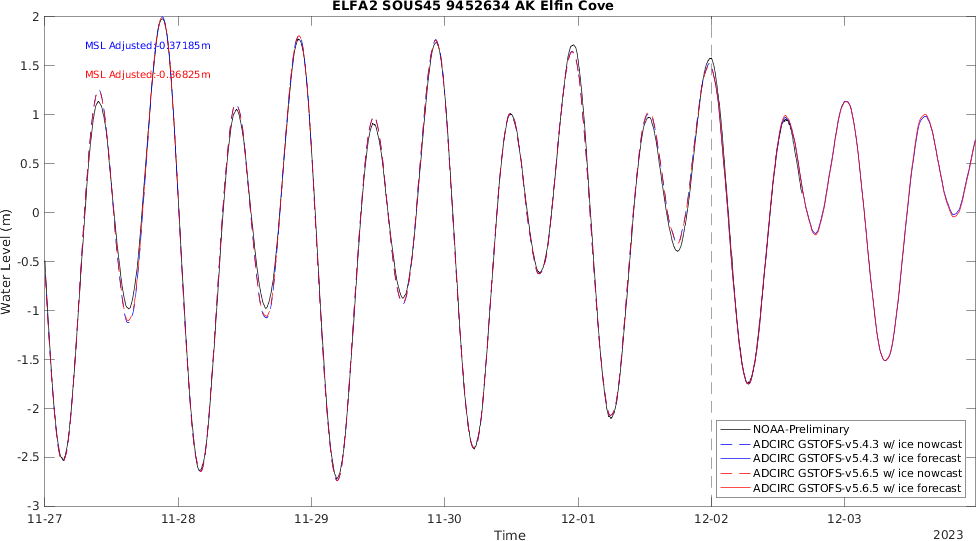 ELFA2 SOUS45 9452634 AK Elfin Cove
MSL Adjusted:-0.37185m
MSL Adjusted:-0.36825m
Water Level (m)
2
1.5
1
0.5
0
-0.5
-1
-1.5
-2
-2.5
-3
NOAA-Preliminary
ADCIRC GSTOFS-v5.4.3 w/ ice nowcast
ADCIRC GSTOFS-v5.4.3 w/ ice forecast
ADCIRC GSTOFS-v5.6.5 w/ ice nowcast
ADCIRC GSTOFS-v5.6.5 w/ ice forecast
11-27 11-28 11-29 11-30 12-01 12-02 12-03
Time
2023